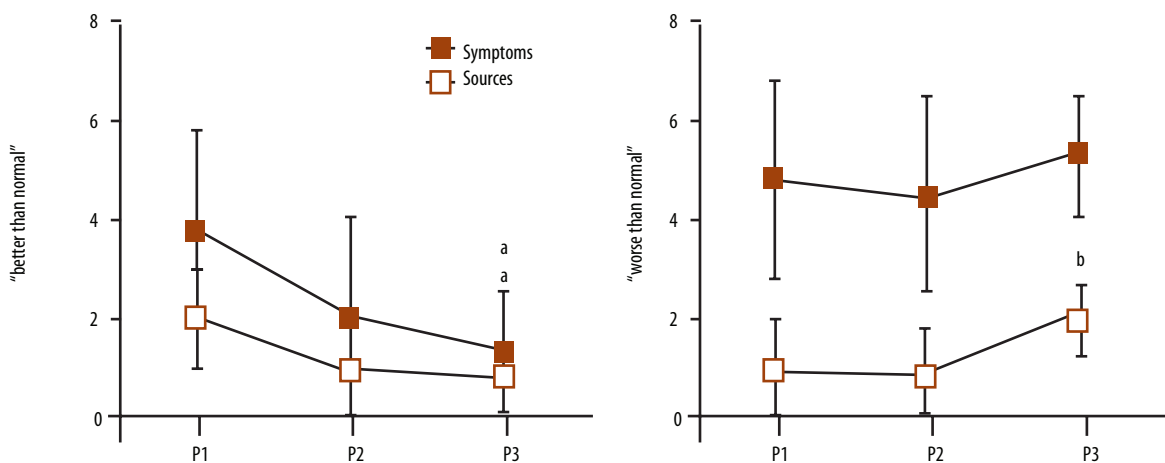 “better than normal”
8
6
4
2
0
Symptoms
Sources
a
a
P1
P2
P3
“worse than normal”
8
6
4
2
0
b
P1
P2
P3